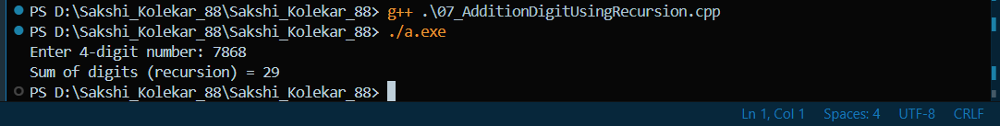 PS D:\Sakshi_Kolekar_88\Sakshi_Kolekar_88> g++ .\07_AdditionDigitUsingRecursion.cpp
PS D:\Sakshi_Kolekar_88\Sakshi_Kolekar_88> ./a.exe
Enter 4-digit number: 7868
Sum of digits (recursion) = 29
PS D:\Sakshi_Kolekar_88\Sakshi_Kolekar_88>
Ln 1, Col 1 Spaces: 4 UTF-8 CRLF